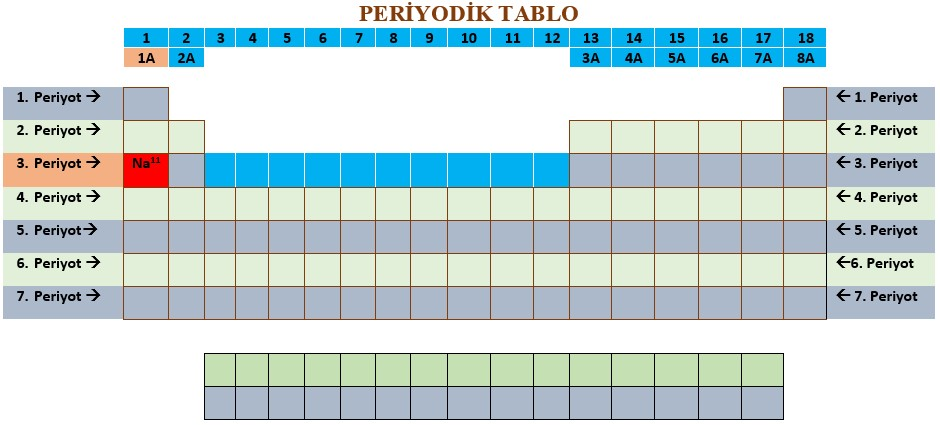 PERİYODİK TABLO
1 2 3 4 5 6 7 8 9 10 11 12 13 14 15 16 17 18
1A 2A 3A 4A 5A 6A 7A 8A
1. Periyot → ← 1. Periyot
2. Periyot → ← 2. Periyot
3. Periyot → Na¹¹ ← 3. Periyot
4. Periyot → ← 4. Periyot
5. Periyot→ ← 5. Periyot
6. Periyot → ←6. Periyot
7. Periyot → ← 7. Periyot